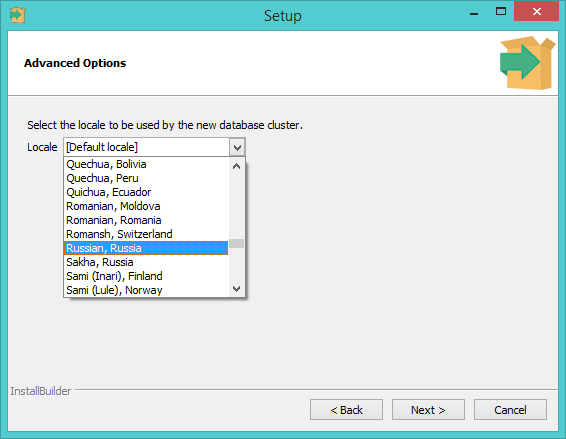 Setup
Advanced Options
Select the locale to be used by the new database cluster.
Locale [Default locale]
Quechua, Bolivia
Quechua, Peru
Quichua, Ecuador
Romanian, Moldova
Romanian, Romania
Romansh, Switzerland
Russian, Russia
Sakha, Russia
Sami (Inari), Finland
Sami (Lule), Norway
InstallBuilder
< Back Next > Cancel